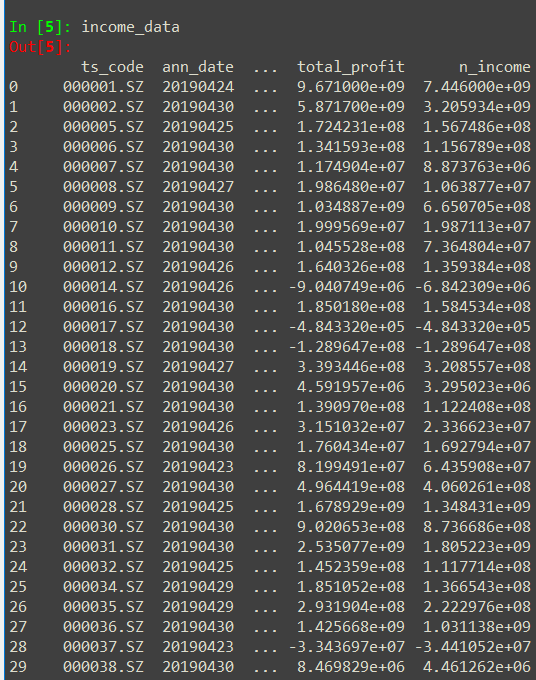 In [5]: income_data
Out[5]:
ts_code ann_date ... total_profit n_income
0 000001.SZ 20190424 ... 9.671000e+09 7.446000e+09
1 000002.SZ 20190430 ... 5.871700e+09 3.205934e+09
2 000005.SZ 20190425 ... 1.724231e+08 1.567486e+08
3 000006.SZ 20190430 ... 1.341593e+08 1.156789e+08
4 000007.SZ 20190430 ... 1.174904e+07 8.873763e+06
5 000008.SZ 20190427 ... 1.986480e+07 1.063877e+07
6 000009.SZ 20190430 ... 1.034887e+09 6.650705e+08
7 000010.SZ 20190430 ... 1.999569e+07 1.987113e+07
8 000011.SZ 20190430 ... 1.045528e+08 7.364804e+07
9 000012.SZ 20190426 ... 1.640326e+08 1.359384e+08
10 000014.SZ 20190426 ... -9.040749e+06 -6.842309e+06
11 000016.SZ 20190430 ... 1.850180e+08 1.584534e+08
12 000017.SZ 20190430 ... -4.843320e+05 -4.843320e+05
13 000018.SZ 20190430 ... -1.289647e+08 -1.289647e+08
14 000019.SZ 20190427 ... 3.393446e+08 3.208557e+08
15 000020.SZ 20190430 ... 4.591957e+06 3.295023e+06
16 000021.SZ 20190430 ... 1.390970e+08 1.122408e+08
17 000023.SZ 20190426 ... 3.151032e+07 2.336623e+07
18 000025.SZ 20190430 ... 1.760434e+07 1.692794e+07
19 000026.SZ 20190423 ... 8.199491e+07 6.435908e+07
20 000027.SZ 20190430 ... 4.964419e+08 4.060261e+08
21 000028.SZ 20190425 ... 1.678929e+09 1.348431e+09
22 000030.SZ 20190430 ... 9.020653e+08 8.736686e+08
23 000031.SZ 20190430 ... 2.535077e+09 1.805223e+09
24 000032.SZ 20190425 ... 1.452359e+08 1.117714e+08
25 000034.SZ 20190429 ... 1.851052e+08 1.366543e+08
26 000035.SZ 20190429 ... 2.931904e+08 2.222976e+08
27 000036.SZ 20190430 ... 1.425668e+09 1.031138e+09
28 000037.SZ 20190423 ... -3.343697e+07 -3.441052e+07
29 000038.SZ 20190430 ... 8.469829e+06 4.461262e+06